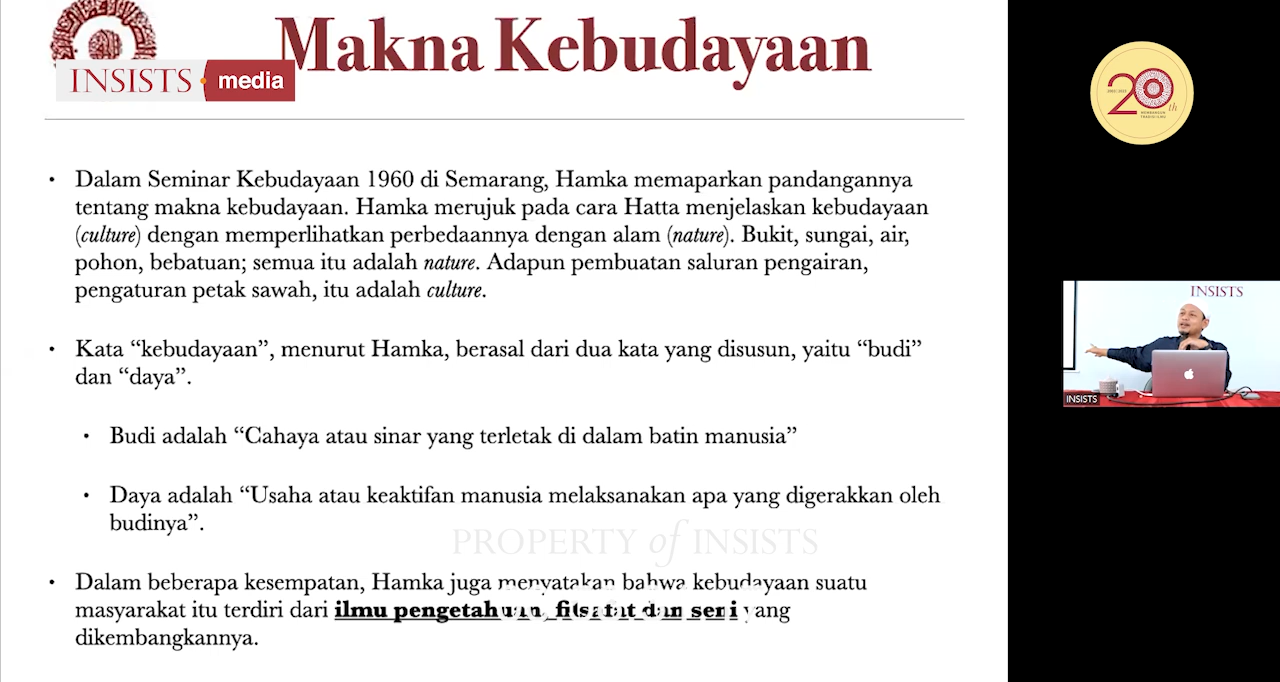 Makna Kebudayaan
INSISTS media
Dalam Seminar Kebudayaan 1960 di Semarang, Hamka memaparkan pandangannya
tentang makna kebudayaan. Hamka merujuk pada cara Hatta menjelaskan kebudayaan
(culture) dengan memperlihatkan perbedaannya dengan alam (nature). Bukit, sungai, air,
pohon, bebatuan; semua itu adalah nature. Adapun pembuatan saluran pengairan,
pengaturan petak sawah, itu adalah culture.
Kata “kebudayaan”, menurut Hamka, berasal dari dua kata yang disusun, yaitu “budi”
dan “daya”.
Budi adalah “Cahaya atau sinar yang terletak di dalam batin manusia”
Daya adalah “Usaha atau keaktifan manusia melaksanakan apa yang digerakkan oleh
budinya”.
PROPERTY of INSISTS
Dalam beberapa kesempatan, Hamka juga menyatakan bahwa kebudayaan suatu
masyarakat itu terdiri dari ilmu pengetahuan, filsafat dan seni yang
dikembangkannya.
20th
INSISTS
INSISTS